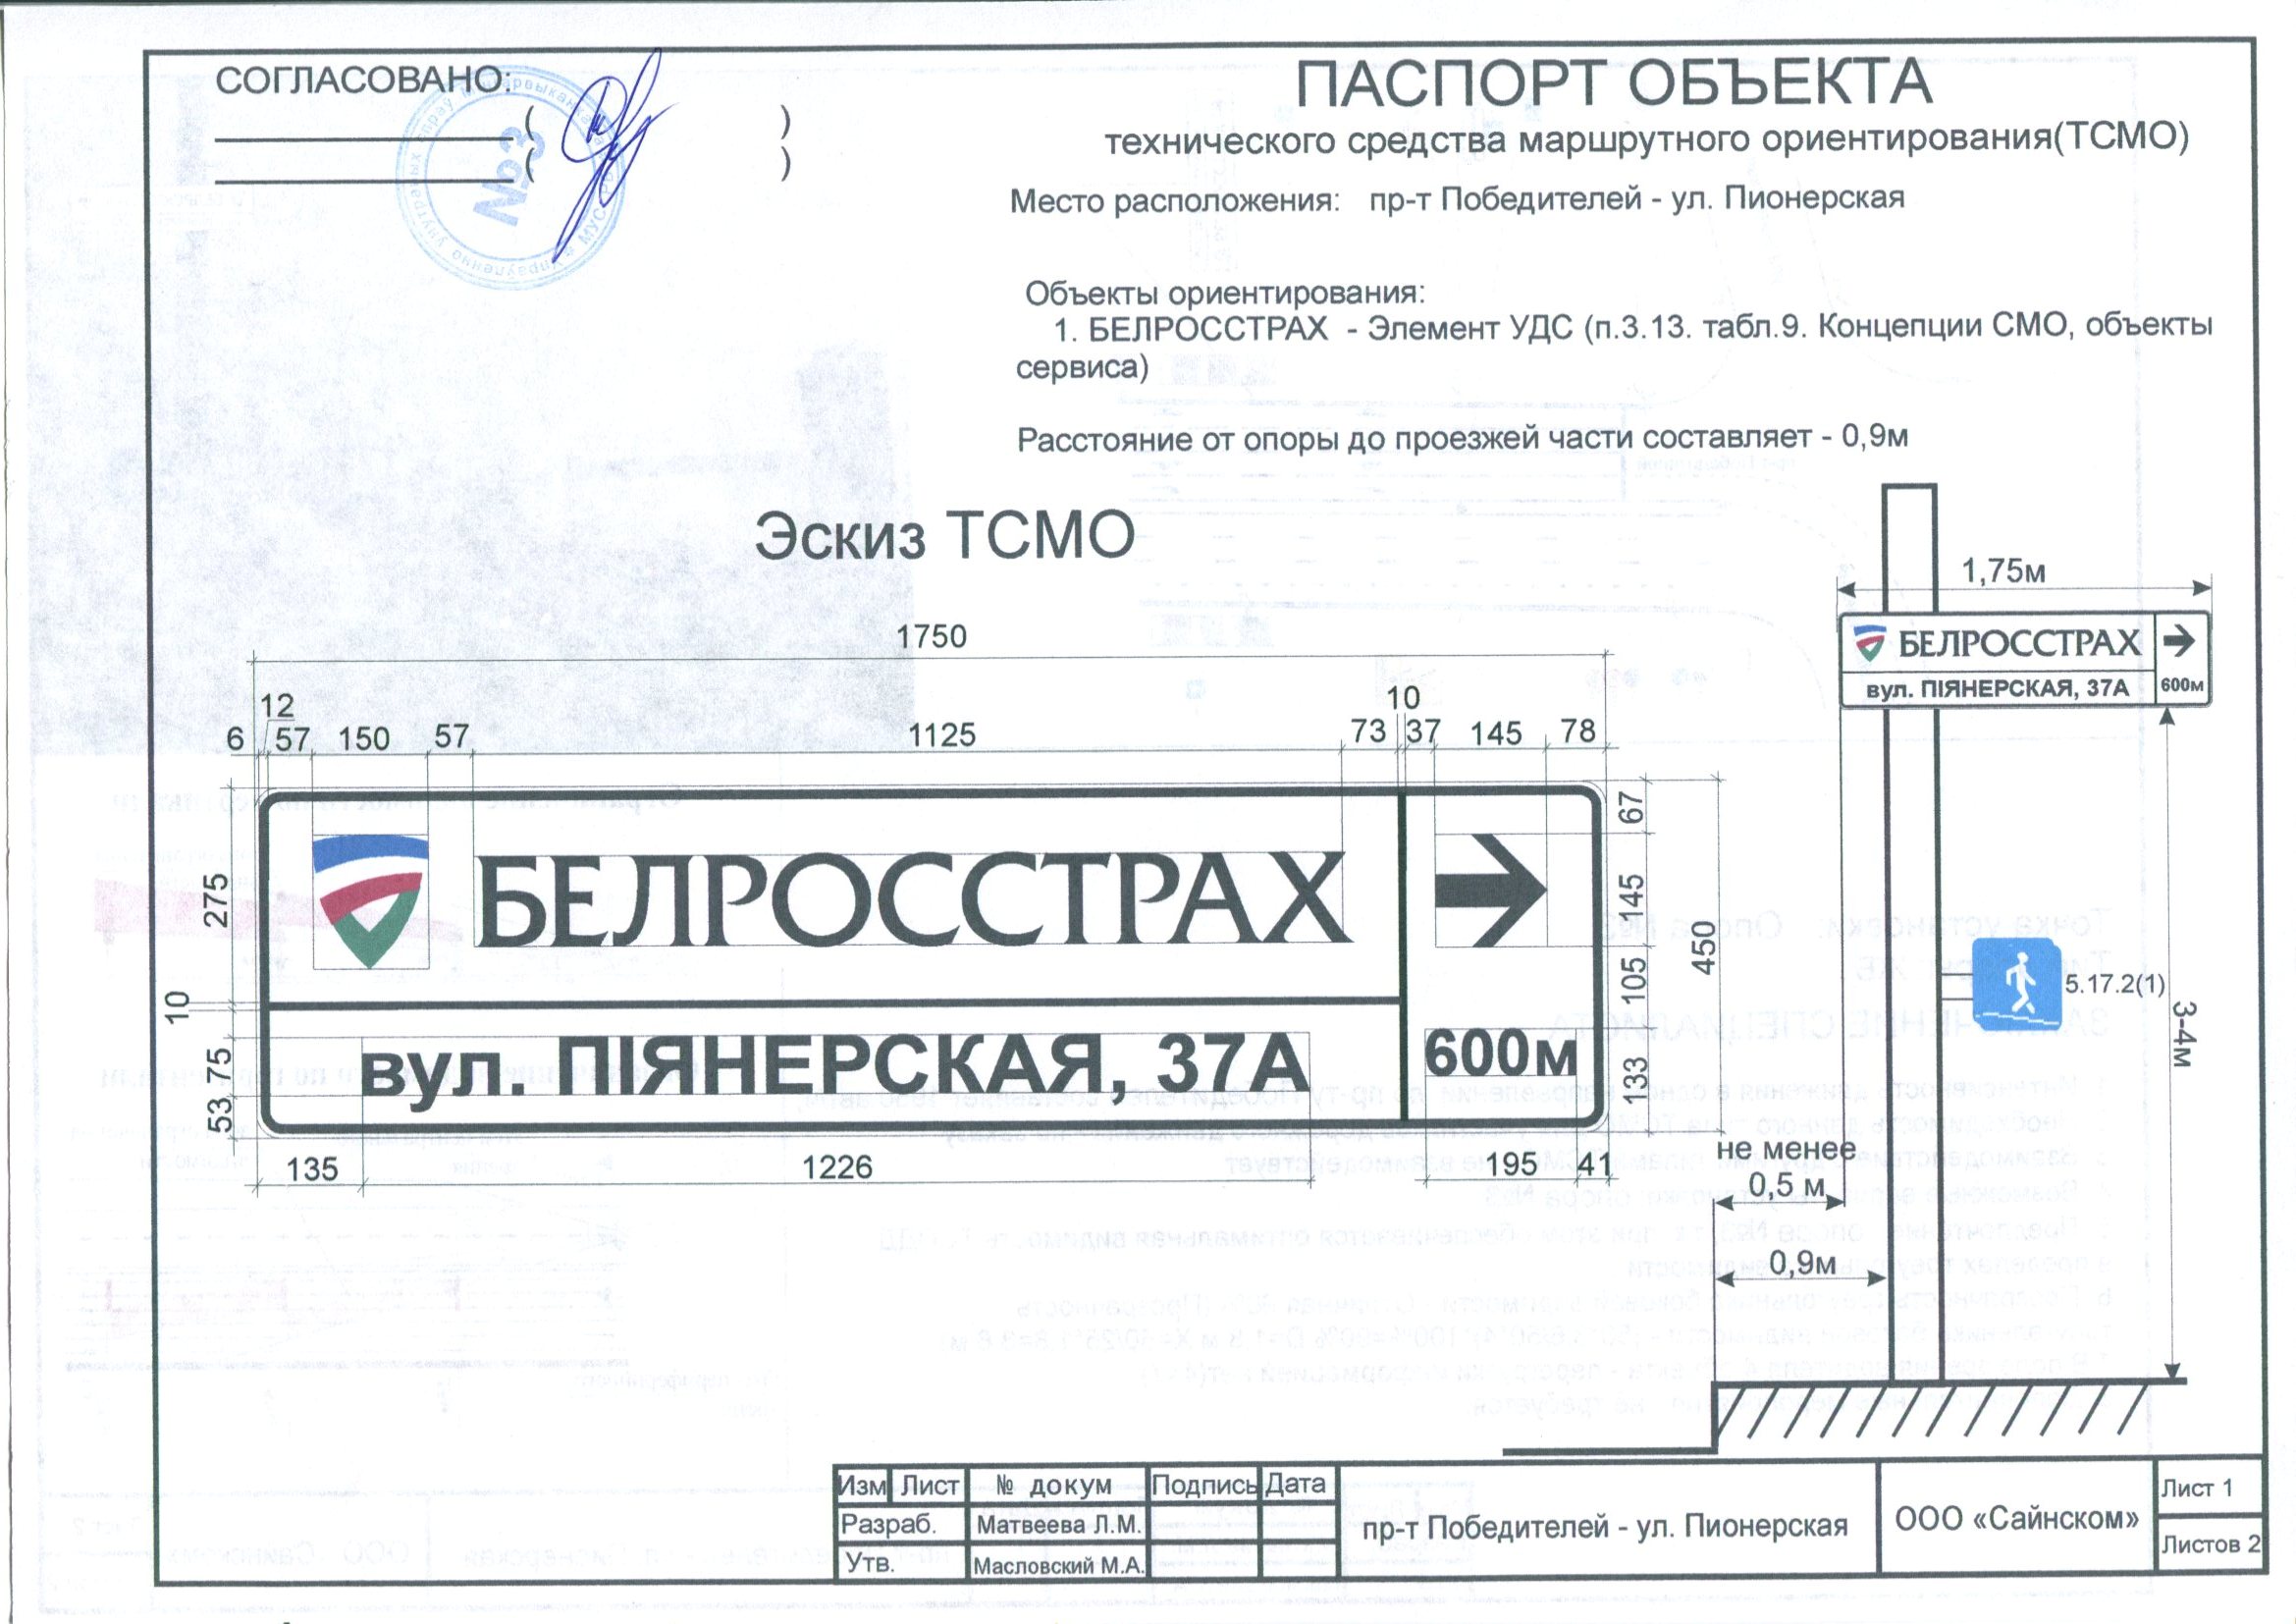 СОГЛАСОВАНО:
( )
( )
№3
ПАСПОРТ ОБЪЕКТА
технического средства маршрутного ориентирования(ТСМО)
Место расположения: пр-т Победителей - ул. Пионерская
Объекты ориентирования:
1. БЕЛРОССТРАХ - Элемент УДС (п.3.13. табл.9. Концепции СМО, объекты
сервиса)
Расстояние от опоры до проезжей части составляет - 0,9м
Эскиз ТСМО
1750
12
10
6 57 150 57 1125 73 37 145 78
БЕЛРОССТРАХ
вул. ПІЯНЕРСКАЯ, 37А
600м
275
10
75
53
67
145
105
133
450
135 1226 195 41
1,75м
БЕЛРОССТРАХ
вул. ПІЯНЕРСКАЯ, 37А
600м
5.17.2(1)
3-4м
не менее
0,5 м
0,9м
Изм Лист № докум Подпись Дата
Разраб. Матвеева Л.М.
Утв. Масловский М.А.
пр-т Победителей - ул. Пионерская
ООО «Сайнском»
Лист 1
Листов 2